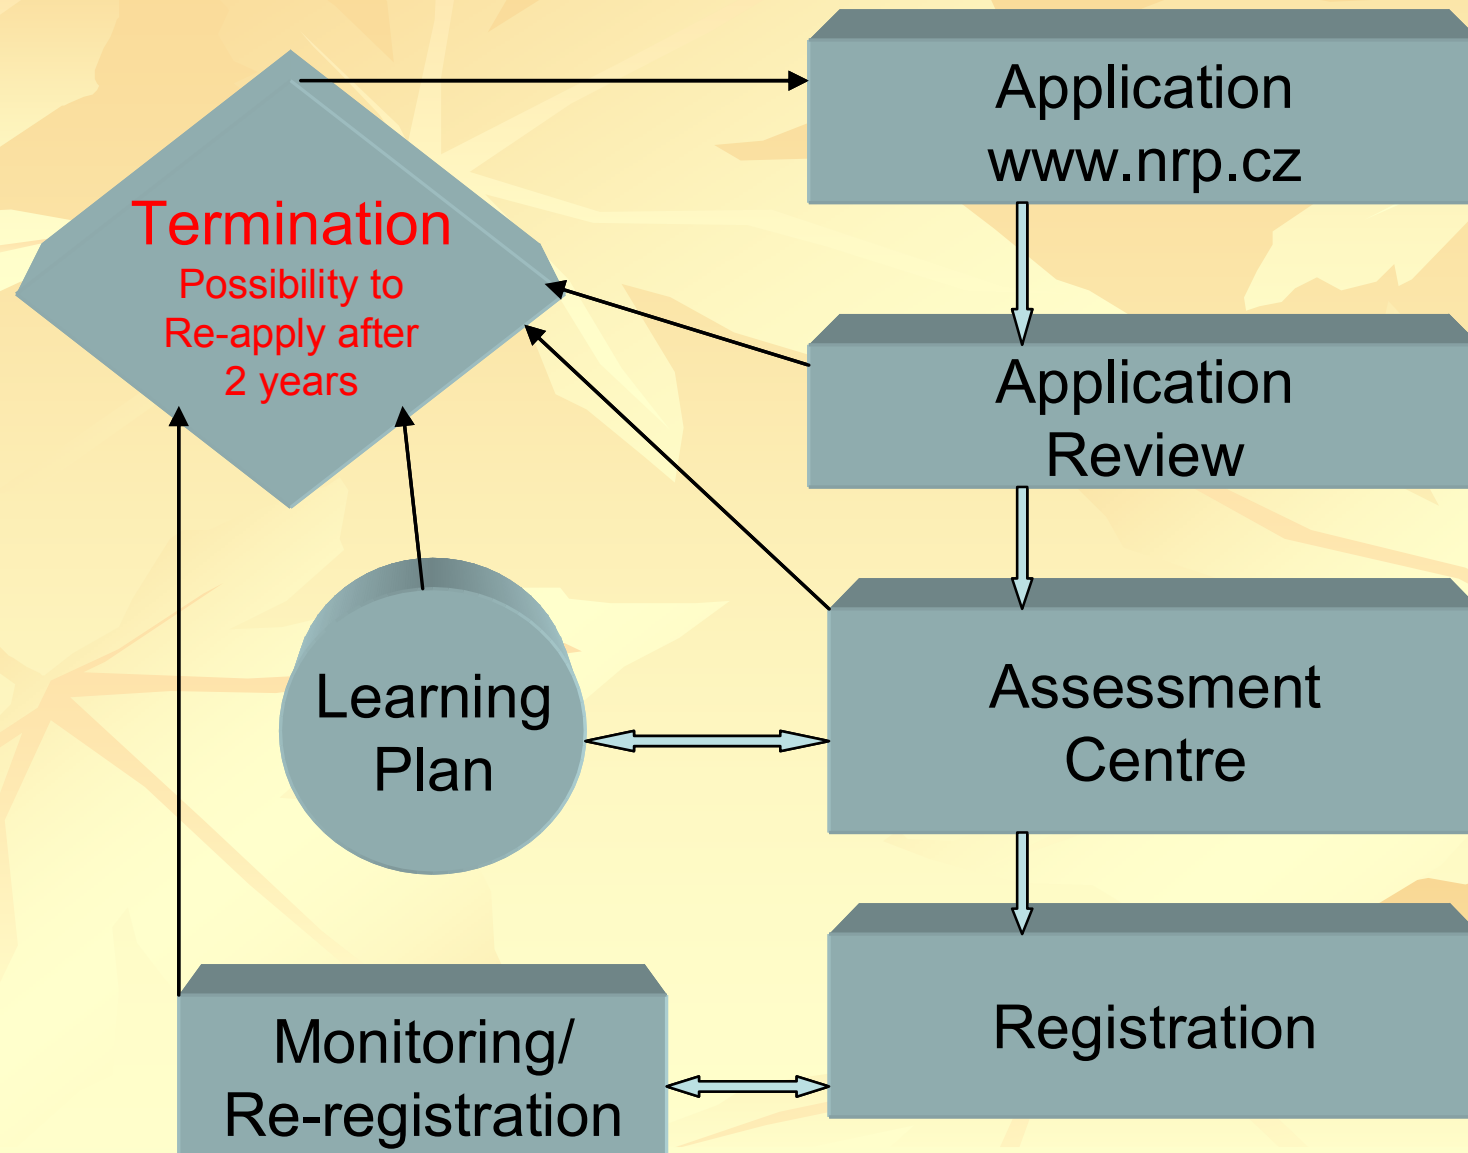 Application
www.nrp.cz
Termination
Possibility to
Re-apply after
2 years
Application
Review
Learning
Plan
Assessment
Centre
Registration
Monitoring/
Re-registration